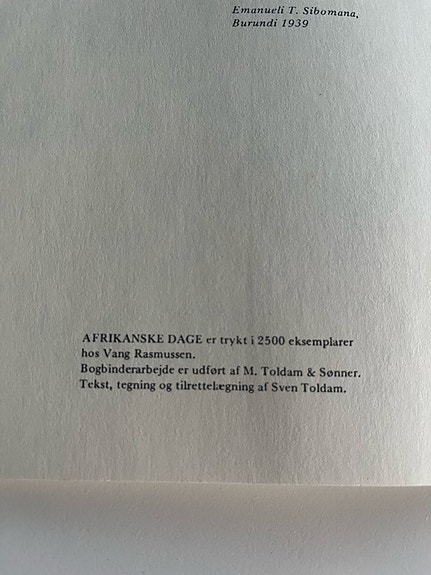 Emanueli T. Sibomana,
Burundi 1939
AFRIKANSKE DAGE er trykt i 2500 eksemplarer
hos Vang Rasmussen.
Bogbinderarbejde er udført af M. Toldam & Sønner.
Tekst, tegning og tilrettelægning af Sven Toldam.